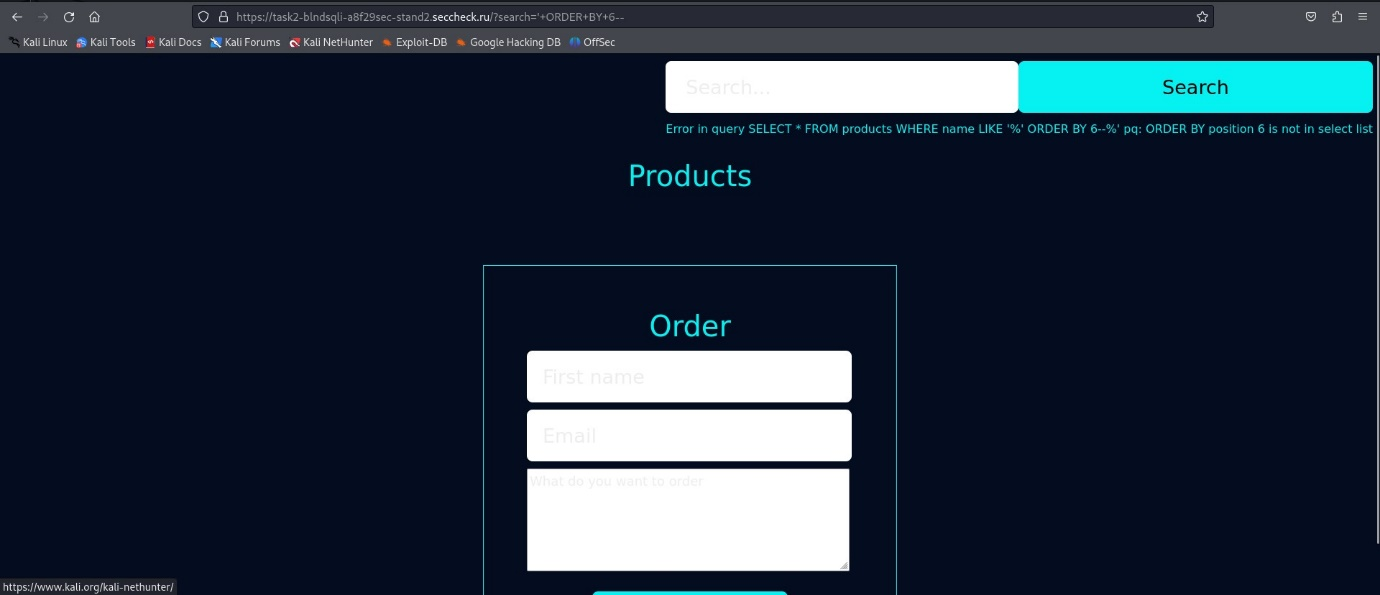 https://task2-blndsqli-a8f29sec-stand2.seccheck.ru/?search='+ORDER+BY+6--
Kali Linux Kali Tools Kali Docs Kali Forums Kali NetHunter Exploit-DB Google Hacking DB OffSec
Search... Search
Error in query SELECT * FROM products WHERE name LIKE '%' ORDER BY 6--%' pq: ORDER BY position 6 is not in select list
Products
Order
First name
Email
What do you want to order
https://www.kali.org/kali-nethunter/